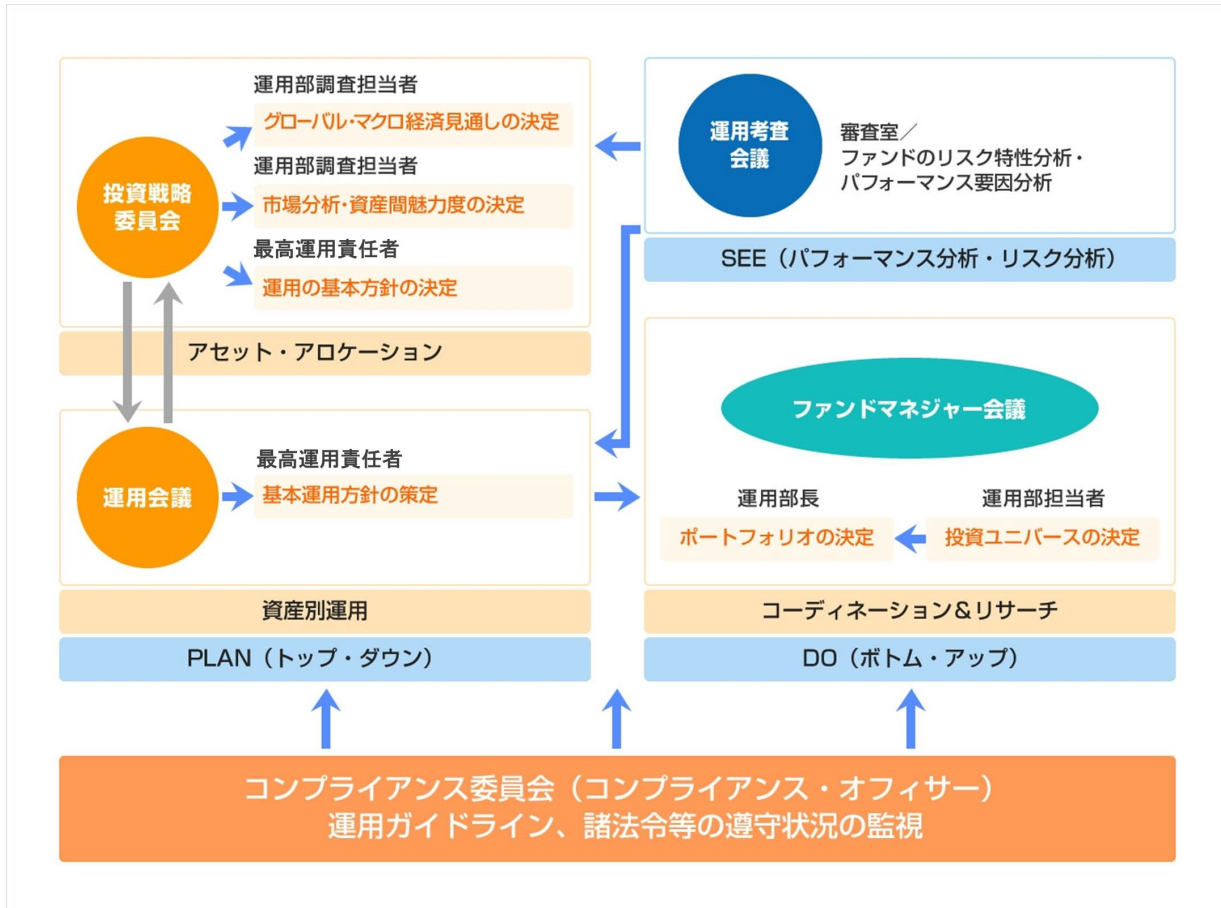 運用部調査担当者
グローバル・マクロ経済見通しの決定
運用部調査担当者
投資戦略
委員会
市場分析・資産間魅力度の決定
最高運用責任者
運用の基本方針の決定
アセット・アロケーション
運用考査
会議
審査室／
ファンドのリスク特性分析・
パフォーマンス要因分析
SEE（パフォーマンス分析・リスク分析）
最高運用責任者
運用会議
基本運用方針の策定
資産別運用
PLAN（トップ・ダウン）
ファンドマネジャー会議
運用部長
運用部担当者
ポートフォリオの決定
投資ユニバースの決定
コーディネーション＆リサーチ
DO（ボトム・アップ）
コンプライアンス委員会（コンプライアンス・オフィサー）
運用ガイドライン、諸法令等の遵守状況の監視